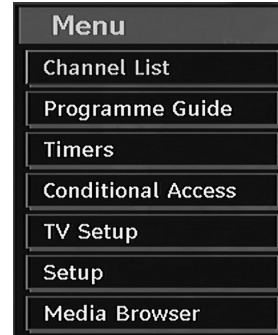 Menu
Channel List
Programme Guide
Timers
Conditional Access
TV Setup
Setup
Media Browser